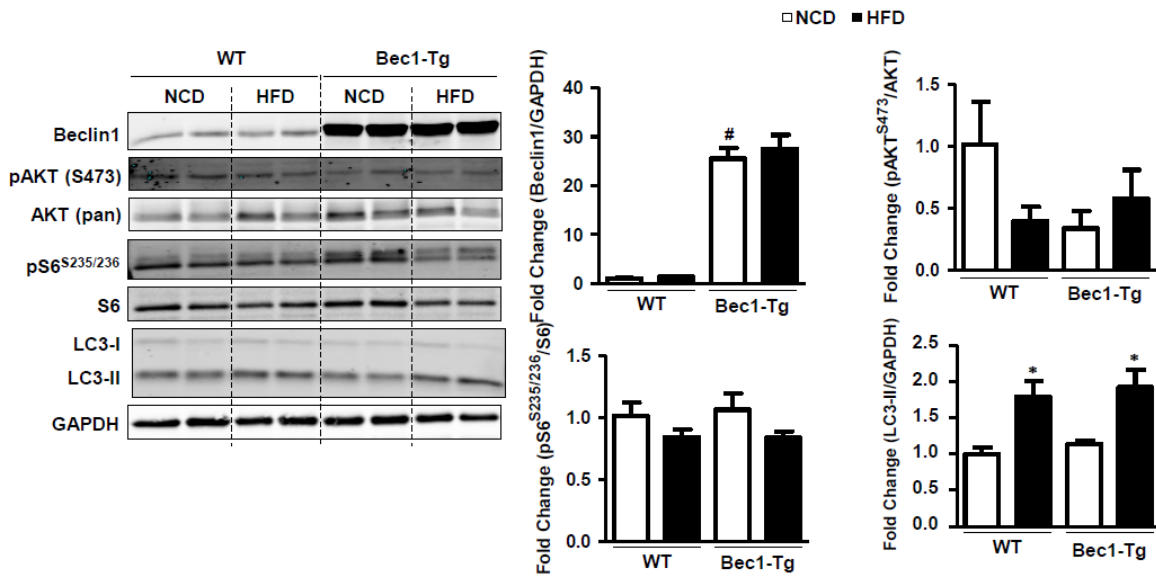 NCD HFD
WT Bec1-Tg
NCD HFD NCD HFD
Beclin1
pAKT (S473)
AKT (pan)
pS6S235/236
S6
LC3-I
LC3-II
GAPDH
Fold Change (Beclin1/GAPDH)
40
30
20
10
0
#
WT Bec1-Tg
Fold Change (pAKTS473/AKT)
1.5
1.0
0.5
0.0
WT Bec1-Tg
Fold Change (pS6S235/236/S6)
1.5
1.0
0.5
0.0
WT Bec1-Tg
Fold Change (LC3-II/GAPDH)
2.5
2.0
1.5
1.0
0.5
0.0
* *
WT Bec1-Tg